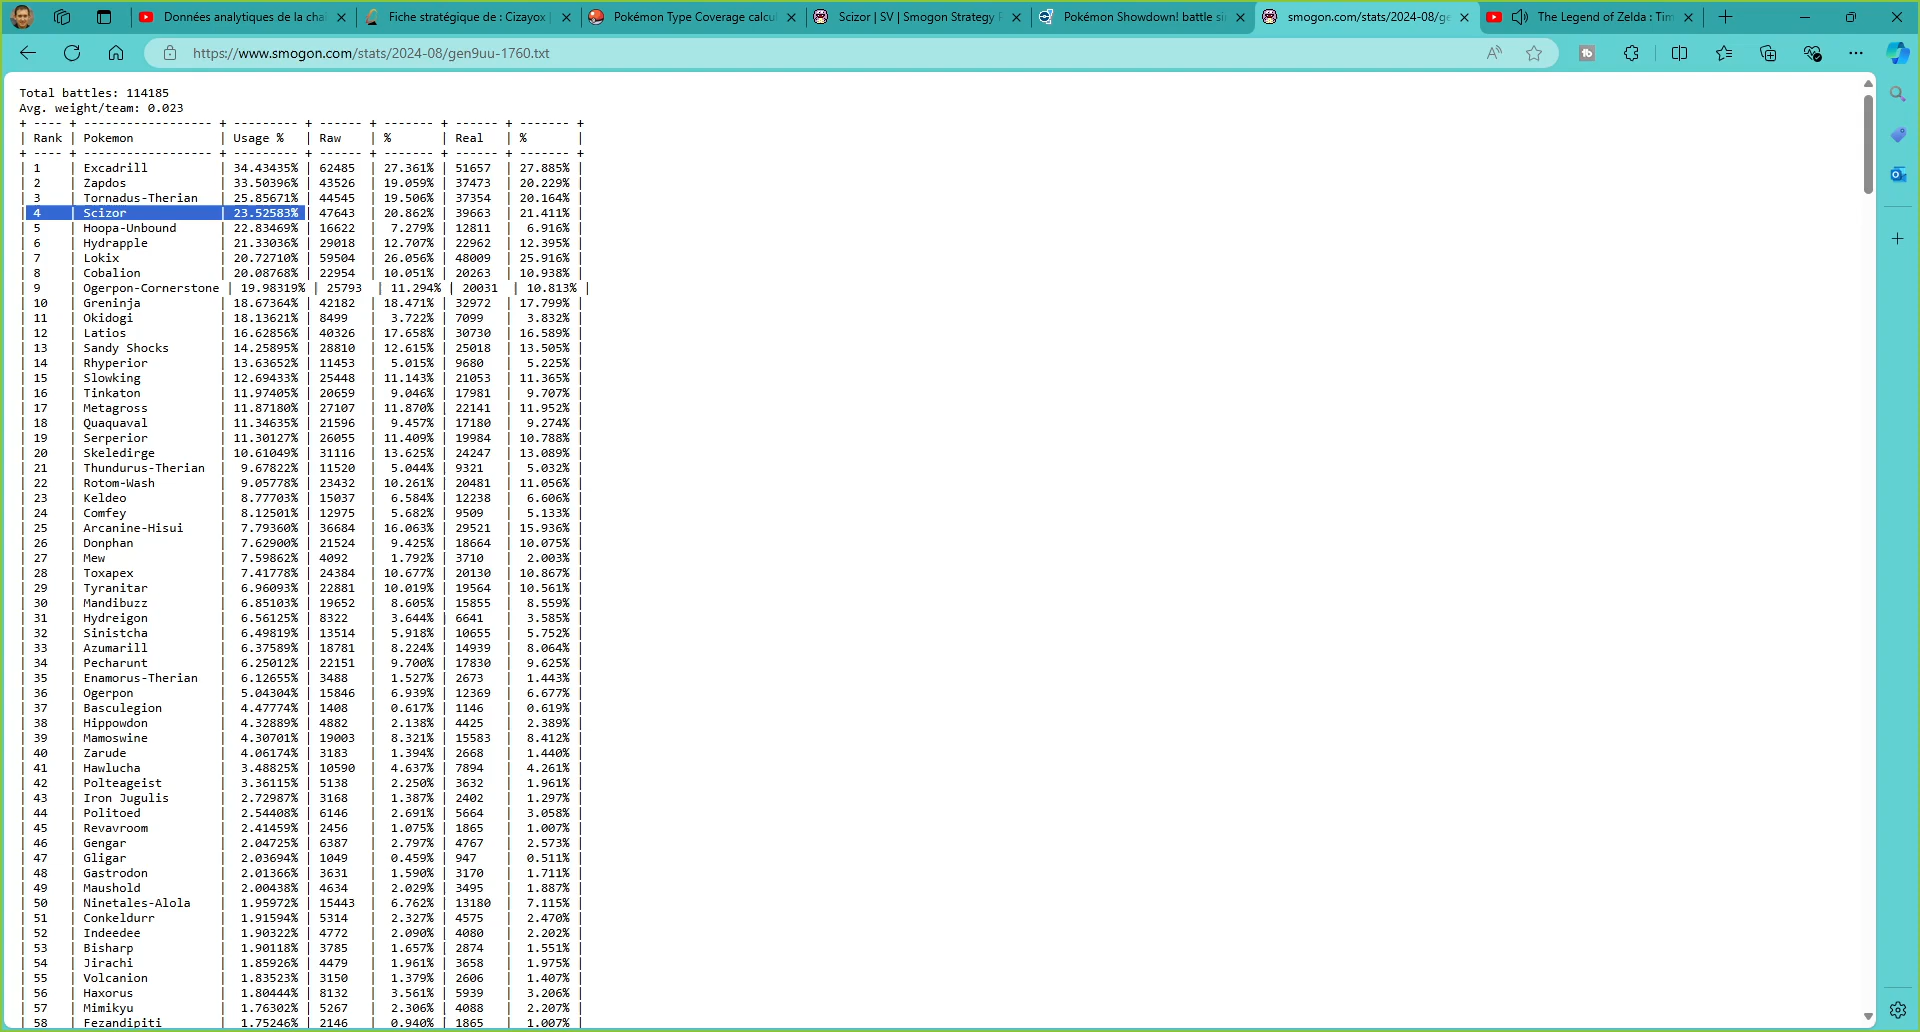 Données analytiques de la cha
Fiche stratégique de : Cizayox |
Pokémon Type Coverage calcu
Scizor | SV | Smogon Strategy P
Pokémon Showdown! battle si
smogon.com/stats/2024-08/ge
The Legend of Zelda : Tim
https://www.smogon.com/stats/2024-08/gen9uu-1760.txt
Total battles: 114185
Avg. weight/team: 0.023
+ ---- + ------------------ + --------- + ------ + ------- + ------ + ------- +
| Rank | Pokemon | Usage % | Raw | % | Real | % |
+ ---- + ------------------ + --------- + ------ + ------- + ------ + ------- +
| 1 | Excadrill | 34.43435% | 62485 | 27.361% | 51657 | 27.885% |
| 2 | Zapdos | 33.50396% | 43526 | 19.059% | 37473 | 20.229% |
| 3 | Tornadus-Therian | 25.85671% | 44545 | 19.506% | 37354 | 20.164% |
| 4 | Scizor | 23.52583% | 47643 | 20.862% | 39663 | 21.411% |
| 5 | Hoopa-Unbound | 22.83469% | 16622 | 7.279% | 12811 | 6.916% |
| 6 | Hydrapple | 21.33036% | 29018 | 12.707% | 22962 | 12.395% |
| 7 | Lokix | 20.72710% | 59504 | 26.056% | 48009 | 25.916% |
| 8 | Cobalion | 20.08768% | 22954 | 10.051% | 20263 | 10.938% |
| 9 | Ogerpon-Cornerstone | 19.98319% | 25793 | 11.294% | 20031 | 10.813% |
| 10 | Greninja | 18.67364% | 42182 | 18.471% | 32972 | 17.799% |
| 11 | Okidogi | 18.13621% | 8499 | 3.722% | 7099 | 3.832% |
| 12 | Latios | 16.62856% | 40326 | 17.658% | 30730 | 16.589% |
| 13 | Sandy Shocks | 14.25895% | 28810 | 12.615% | 25018 | 13.505% |
| 14 | Rhyperior | 13.63652% | 11453 | 5.015% | 9680 | 5.225% |
| 15 | Slowking | 12.69433% | 25448 | 11.143% | 21053 | 11.365% |
| 16 | Tinkaton | 11.97405% | 20659 | 9.046% | 17981 | 9.707% |
| 17 | Metagross | 11.87180% | 27107 | 11.870% | 22141 | 11.952% |
| 18 | Quaquaval | 11.34635% | 21596 | 9.457% | 17180 | 9.274% |
| 19 | Serperior | 11.30127% | 26055 | 11.409% | 19984 | 10.788% |
| 20 | Skeledirge | 10.61049% | 31116 | 13.625% | 24247 | 13.089% |
| 21 | Thundurus-Therian | 9.67822% | 11520 | 5.044% | 9321 | 5.032% |
| 22 | Rotom-Wash | 9.05778% | 23432 | 10.261% | 20481 | 11.056% |
| 23 | Keldeo | 8.77703% | 15037 | 6.584% | 12238 | 6.606% |
| 24 | Comfey | 8.12501% | 12975 | 5.682% | 9509 | 5.133% |
| 25 | Arcanine-Hisui | 7.79360% | 36684 | 16.063% | 29521 | 15.936% |
| 26 | Donphan | 7.62900% | 21524 | 9.425% | 18664 | 10.075% |
| 27 | Mew | 7.59862% | 4092 | 1.792% | 3710 | 2.003% |
| 28 | Toxapex | 7.41778% | 24384 | 10.677% | 20130 | 10.867% |
| 29 | Tyranitar | 6.96093% | 22881 | 10.019% | 19564 | 10.561% |
| 30 | Mandibuzz | 6.85103% | 19652 | 8.605% | 15855 | 8.559% |
| 31 | Hydreigon | 6.56125% | 8322 | 3.644% | 6641 | 3.585% |
| 32 | Sinistcha | 6.49819% | 13514 | 5.918% | 10655 | 5.752% |
| 33 | Azumarill | 6.37589% | 18781 | 8.224% | 14939 | 8.064% |
| 34 | Pecharunt | 6.25012% | 22151 | 9.700% | 17830 | 9.625% |
| 35 | Enamorus-Therian | 6.12655% | 3488 | 1.527% | 2673 | 1.443% |
| 36 | Ogerpon | 5.04304% | 15846 | 6.939% | 12369 | 6.677% |
| 37 | Basculegion | 4.47774% | 1408 | 0.617% | 1146 | 0.619% |
| 38 | Hippowdon | 4.32889% | 4882 | 2.138% | 4425 | 2.389% |
| 39 | Mamoswine | 4.30701% | 19003 | 8.321% | 15583 | 8.412% |
| 40 | Zarude | 4.06174% | 3183 | 1.394% | 2668 | 1.440% |
| 41 | Hawlucha | 3.48825% | 10590 | 4.637% | 7894 | 4.261% |
| 42 | Polteageist | 3.36115% | 5138 | 2.250% | 3632 | 1.961% |
| 43 | Iron Jugulis | 2.72987% | 3168 | 1.387% | 2402 | 1.297% |
| 44 | Politoed | 2.54408% | 6146 | 2.691% | 5664 | 3.058% |
| 45 | Revavroom | 2.41459% | 2456 | 1.075% | 1865 | 1.007% |
| 46 | Gengar | 2.04725% | 6387 | 2.797% | 4767 | 2.573% |
| 47 | Gligar | 2.03694% | 1049 | 0.459% | 947 | 0.511% |
| 48 | Gastrodon | 2.01366% | 3631 | 1.590% | 3170 | 1.711% |
| 49 | Maushold | 2.00438% | 4634 | 2.029% | 3495 | 1.887% |
| 50 | Ninetales-Alola | 1.95972% | 15443 | 6.762% | 13180 | 7.115% |
| 51 | Conkeldurr | 1.91594% | 5314 | 2.327% | 4575 | 2.470% |
| 52 | Indeedee | 1.90322% | 4772 | 2.090% | 4080 | 2.202% |
| 53 | Bisharp | 1.90118% | 3785 | 1.657% | 2874 | 1.551% |
| 54 | Jirachi | 1.85926% | 4479 | 1.961% | 3658 | 1.975% |
| 55 | Volcanion | 1.83523% | 3150 | 1.379% | 2606 | 1.407% |
| 56 | Haxorus | 1.80444% | 8132 | 3.561% | 5939 | 3.206% |
| 57 | Mimikyu | 1.76302% | 5267 | 2.306% | 4088 | 2.207% |
| 58 | Fezandipiti | 1.75246% | 2146 | 0.940% | 1865 | 1.007% |